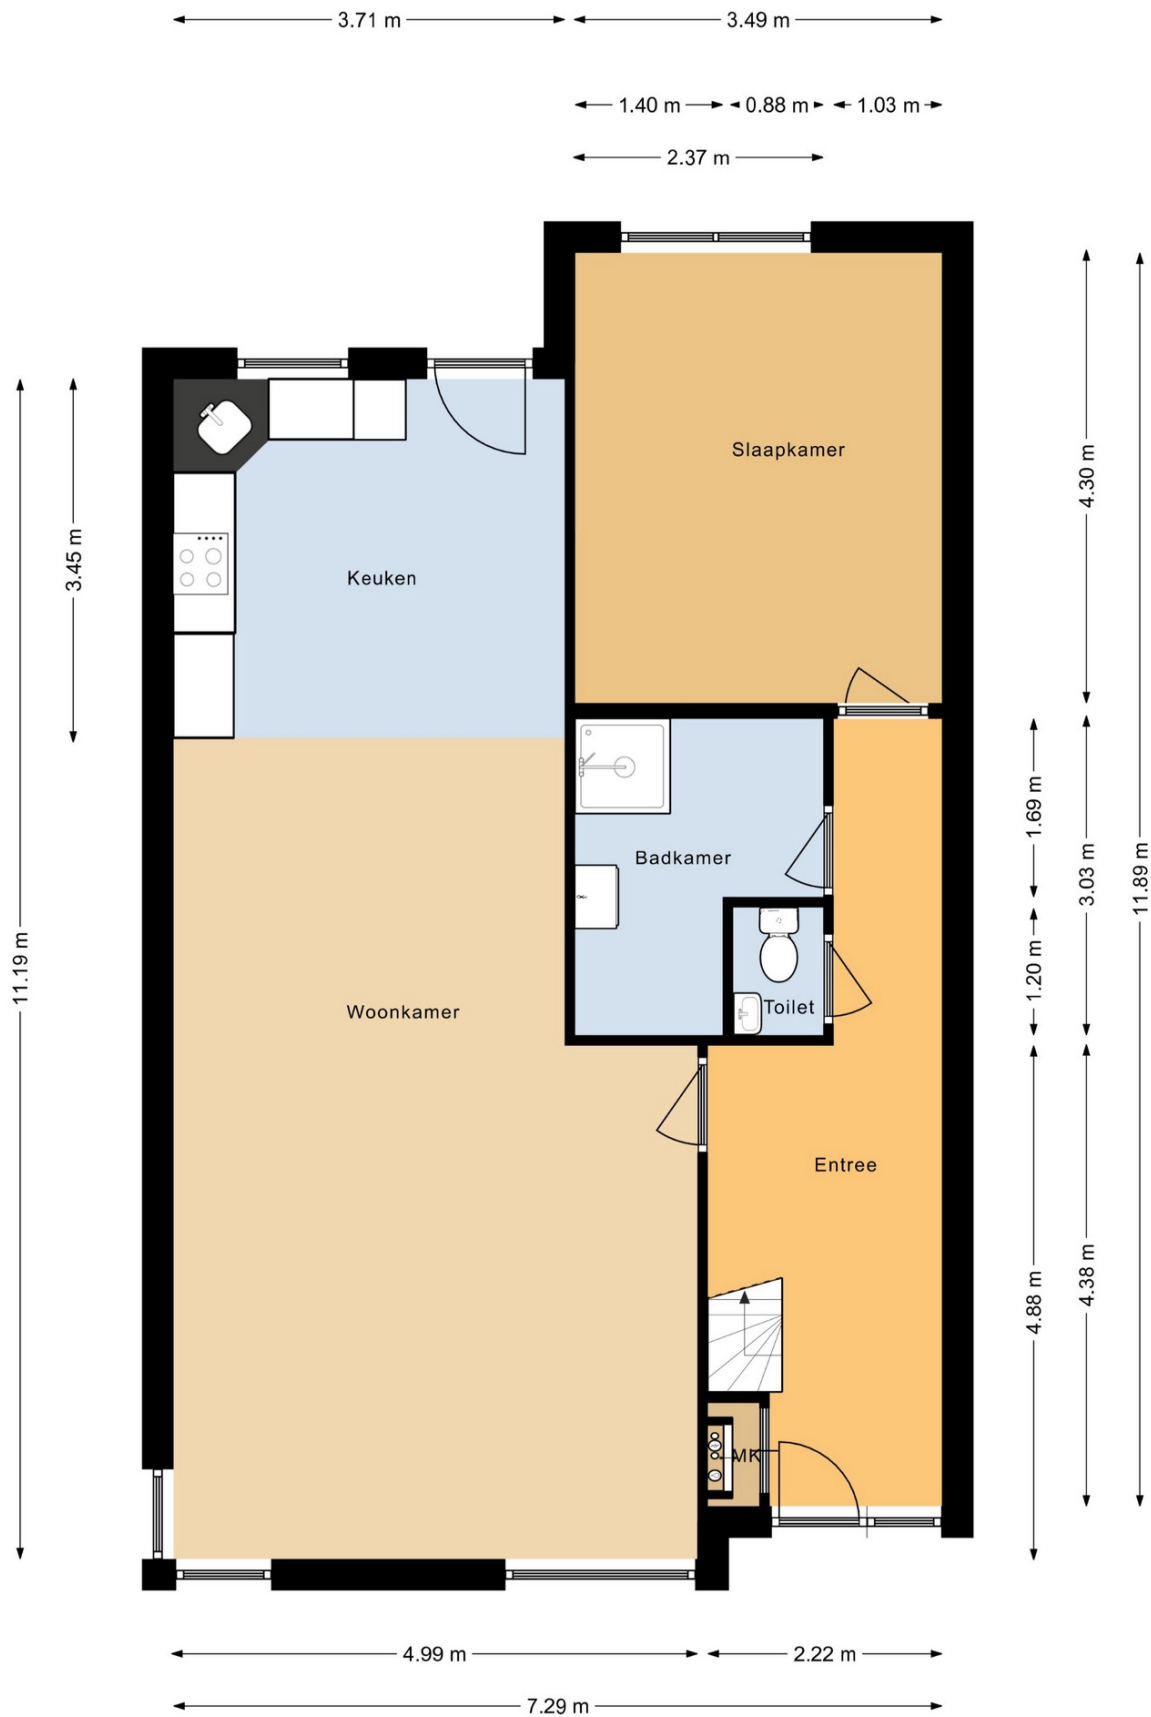 3.71 m
3.49 m
1.40 m
0.88 m
1.03 m
2.37 m
Slaapkamer
4.30 m
3.45 m
Keuken
1.69 m
Badkamer
3.03 m
11.89 m
11.19 m
1.20 m
Toilet
Woonkamer
Entree
4.88 m
4.38 m
MK
4.99 m
2.22 m
7.29 m